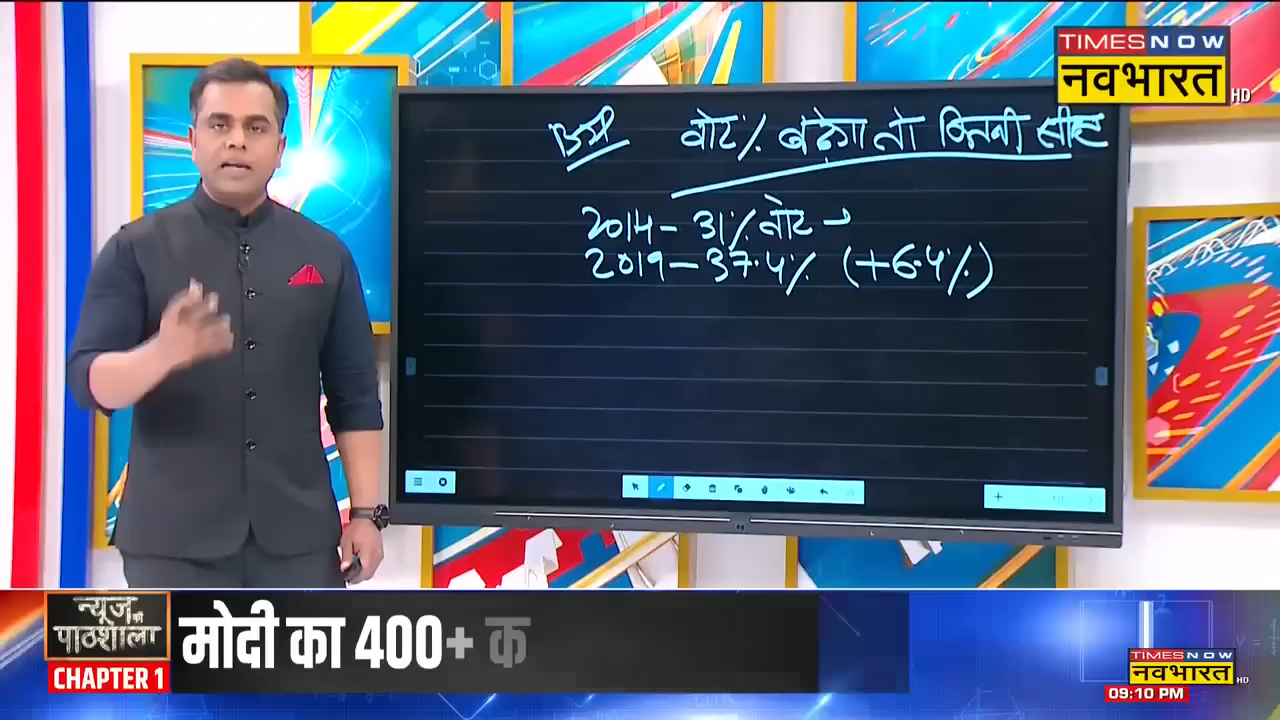 TIMES NOW
नवभारत
HD
BJP वोट% बढ़ेगा तो कितनी सीट
2014 - 31% वोट -
2019 - 37.4% (+6.4%)
न्यूज़ की
पाठशाला
CHAPTER 1
मोदी का 400+ क
TIMES NOW
नवभारत
HD
09:10 PM